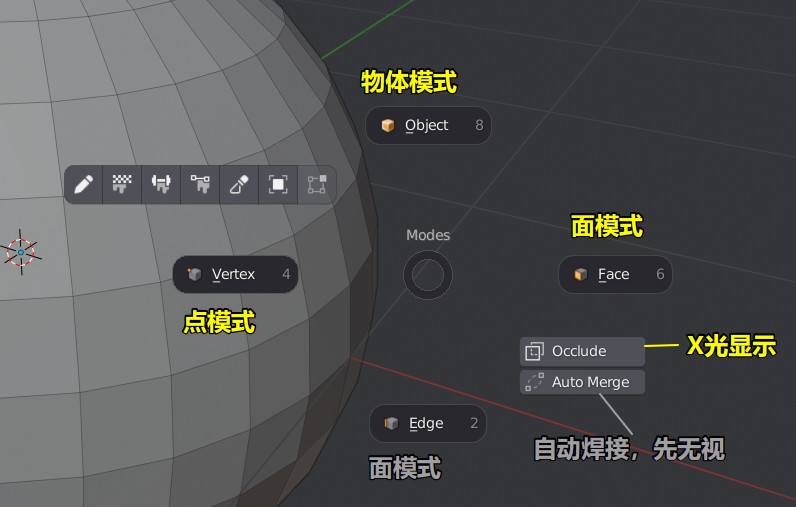 物体模式
Object 8
Modes
面模式
Vertex 4
Face 6
点模式
Occlude
X光显示
Auto Merge
Edge 2
自动焊接，先无视
面模式